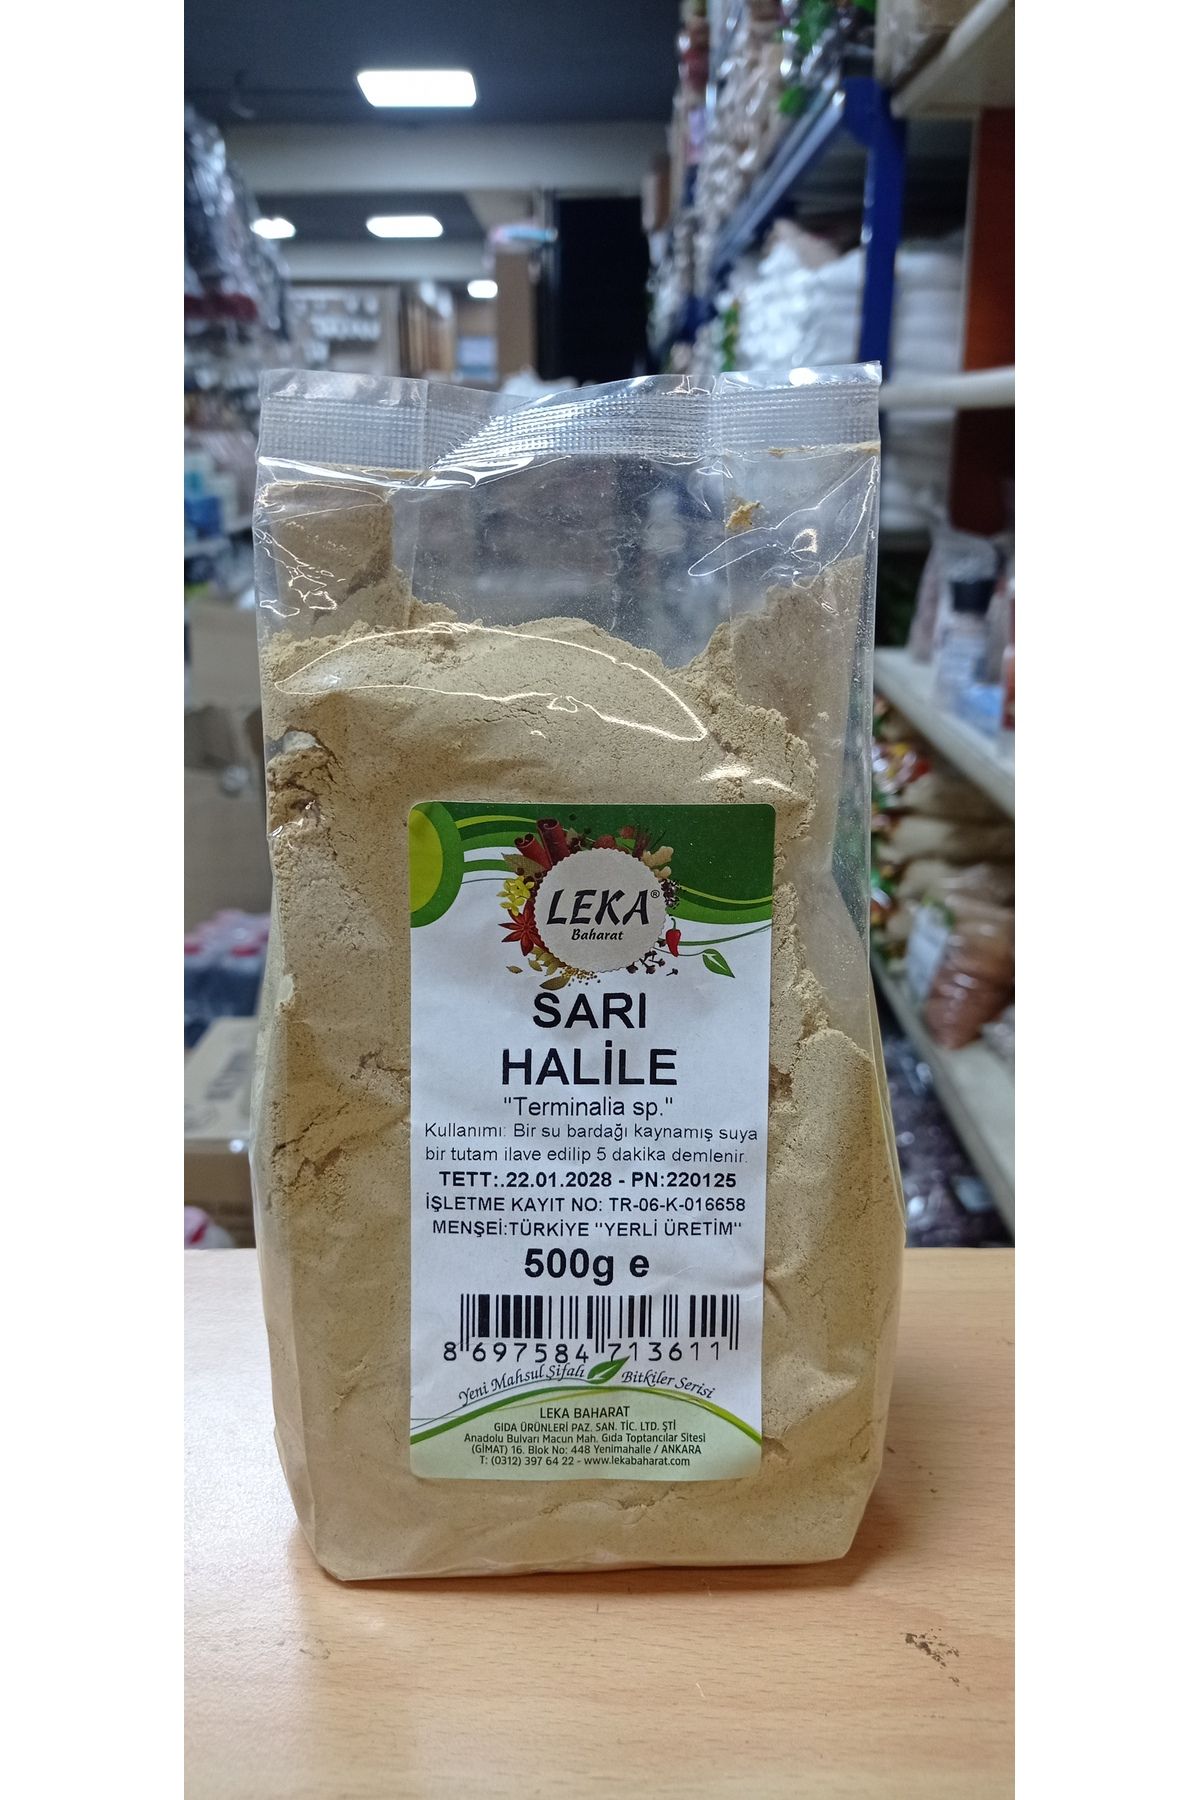 LEKA®
Baharat
SARI
HALİLE
"Terminalia sp."
Kullanımı: Bir su bardağı kaynamış suya
bir tutam ilave edilip 5 dakika demlenir.
TETT:.22.01.2028 - PN:220125
İŞLETME KAYIT NO: TR-06-K-016658
MENŞEİ:TÜRKİYE "YERLİ ÜRETİM"
500g e
8 697584 713611
Yeni Mahsul Şifalı Bitkiler Serisi
LEKA BAHARAT
GIDA ÜRÜNLERİ PAZ. SAN. TİC. LTD. ŞTİ
Anadolu Bulvarı Macun Mah. Gıda Toptancılar Sitesi
(GİMAT) 16. Blok No: 448 Yenimahalle / ANKARA
T: (0312) 397 64 22 - www.lekabaharat.com